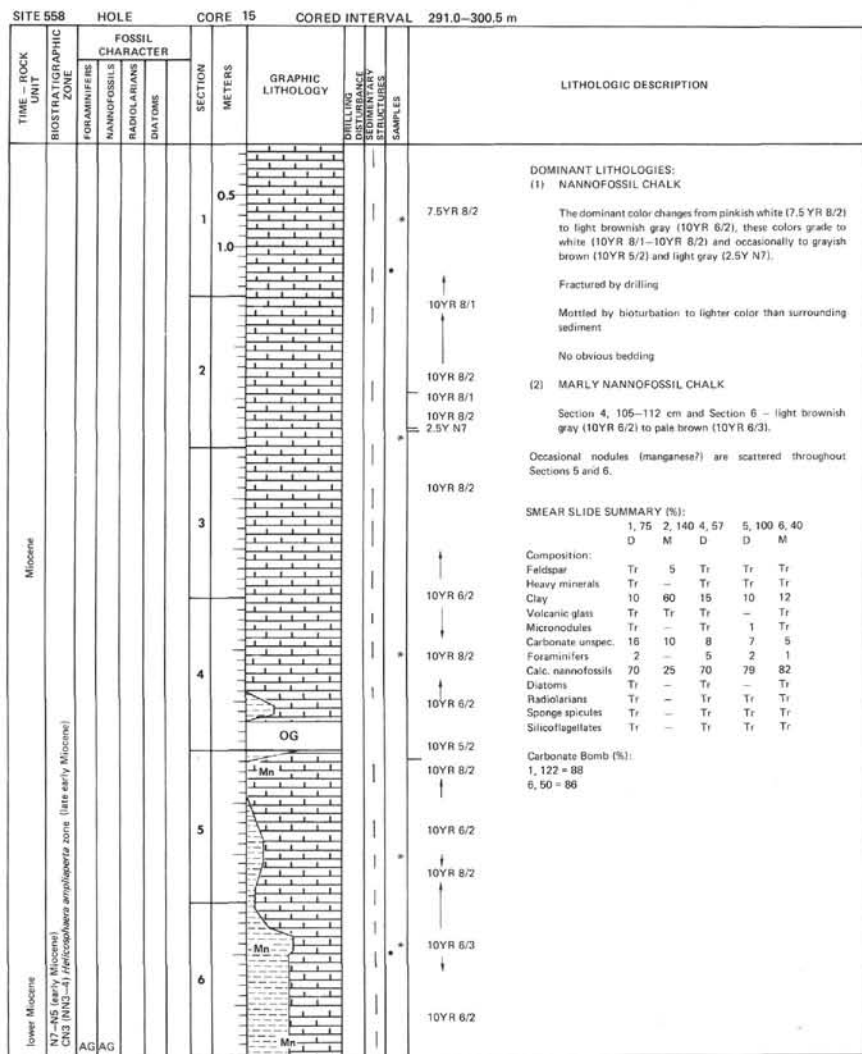 SITE 558 HOLE CORE 15 CORED INTERVAL 291.0–300.5 m
TIME – ROCK UNIT
BIOSTRATIGRAPHIC ZONE
FOSSIL CHARACTER
FORAMINIFERS
NANNOFOSSILS
RADIOLARIANS
DIATOMS
SECTION
METERS
GRAPHIC LITHOLOGY
DRILLING DISTURBANCE
SEDIMENTARY STRUCTURES
SAMPLES
LITHOLOGIC DESCRIPTION
Miocene
lower Miocene
N7–N5 (early Miocene)
CN3 (NN3–4) Helicosphaera ampliaperta zone (late early Miocene)
AG AG
1
0.5
1.0
2
3
4
5
6
OG
Mn
Mn
Mn
7.5YR 8/2
10YR 8/1
10YR 8/2
10YR 8/1
10YR 8/2
2.5Y N7
10YR 8/2
10YR 6/2
10YR 8/2
10YR 6/2
10YR 5/2
10YR 8/2
10YR 6/2
10YR 8/2
10YR 6/3
10YR 6/2
DOMINANT LITHOLOGIES:
(1) NANNOFOSSIL CHALK
The dominant color changes from pinkish white (7.5 YR 8/2)
to light brownish gray (10YR 6/2), these colors grade to
white (10YR 8/1–10YR 8/2) and occasionally to grayish
brown (10YR 5/2) and light gray (2.5Y N7).
Fractured by drilling
Mottled by bioturbation to lighter color than surrounding
sediment
No obvious bedding
(2) MARLY NANNOFOSSIL CHALK
Section 4, 105–112 cm and Section 6 – light brownish
gray (10YR 6/2) to pale brown (10YR 6/3).
Occasional nodules (manganese?) are scattered throughout
Sections 5 and 6.
SMEAR SLIDE SUMMARY (%):
1, 75 2, 140 4, 57 5, 100 6, 40
D M D D M
Composition:
Feldspar Tr 5 Tr Tr Tr
Heavy minerals Tr – Tr Tr Tr
Clay 10 60 15 10 12
Volcanic glass Tr Tr Tr – Tr
Micronodules Tr – Tr 1 Tr
Carbonate unspec. 16 10 8 7 5
Foraminifers 2 – 5 2 1
Calc. nannofossils 70 25 70 79 82
Diatoms Tr – Tr – Tr
Radiolarians Tr – Tr Tr Tr
Sponge spicules Tr – Tr Tr Tr
Silicoflagellates Tr – Tr Tr Tr
Carbonate Bomb (%):
1, 122 = 88
6, 50 = 86